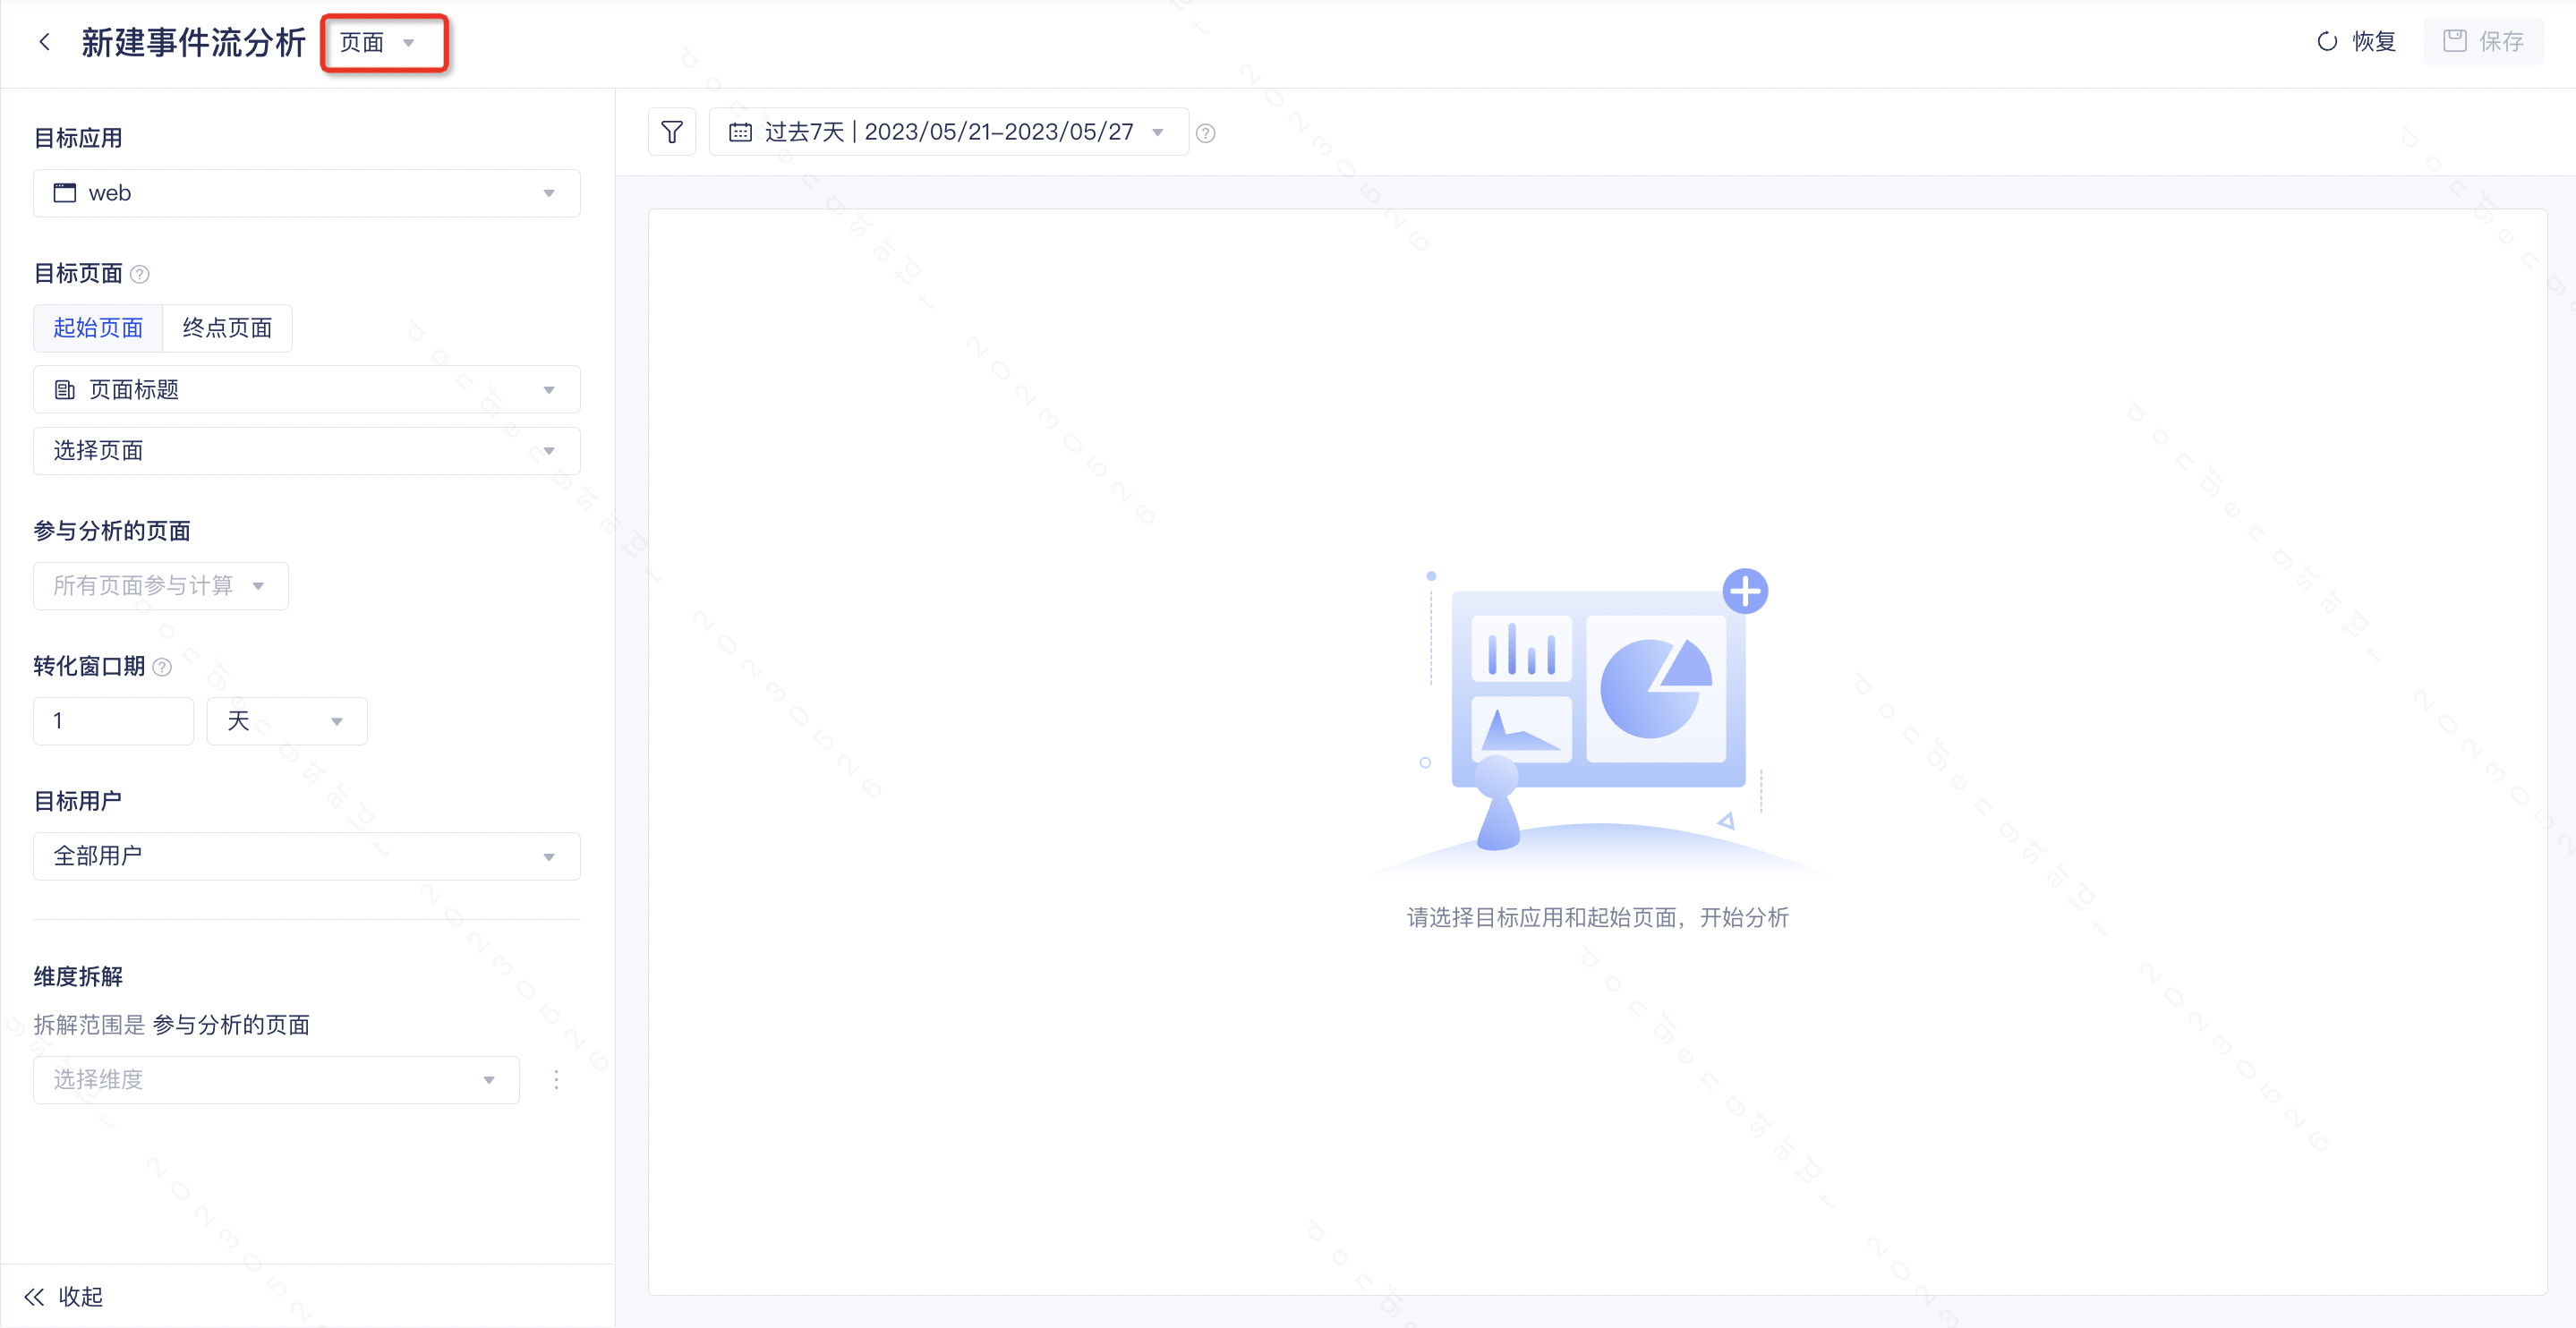 新建事件流分析 页面
恢复 保存
目标应用
web
目标页面
起始页面 终点页面
页面标题
选择页面
参与分析的页面
所有页面参与计算
转化窗口期
1 天
目标用户
全部用户
维度拆解
拆解范围是 参与分析的页面
选择维度
收起
过去7天 | 2023/05/21-2023/05/27
请选择目标应用和起始页面，开始分析